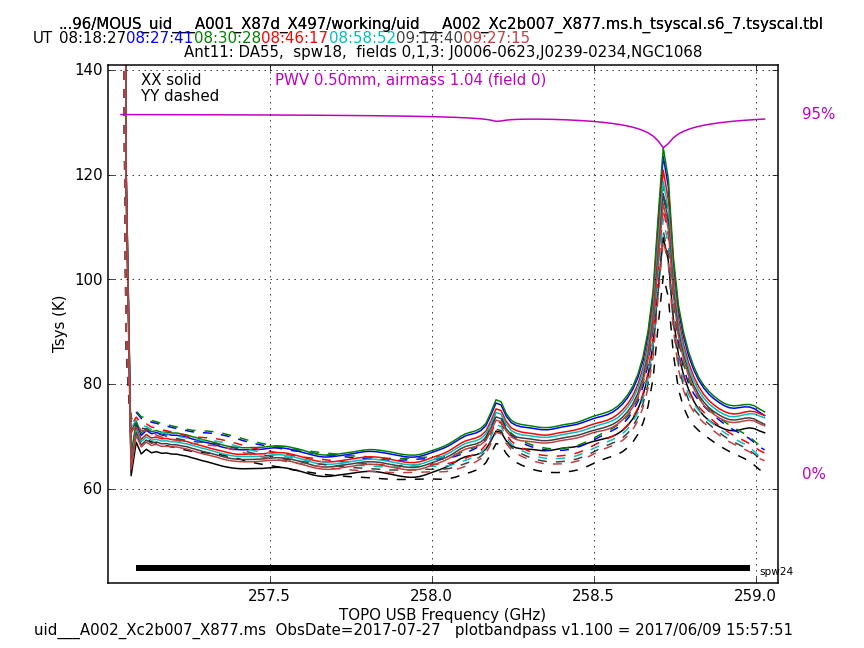 ...96/MOUS_uid___A001_X87d_X497/working/uid___A002_Xc2b007_X877.ms.h_tsyscal.s6_7.tsyscal.tbl
UT 08:18:27 08:27:41 08:30:28 08:46:17 08:58:52 09:14:40 09:27:15
Ant11: DA55, spw18, fields 0,1,3: J0006-0623,J0239-0234,NGC1068
140
XX solid
PWV 0.50mm, airmass 1.04 (field 0)
YY dashed
95%
120
100
Tsys (K)
80
60
0%
spw24
257.5 258.0 258.5 259.0
TOPO USB Frequency (GHz)
uid___A002_Xc2b007_X877.ms ObsDate=2017-07-27 plotbandpass v1.100 = 2017/06/09 15:57:51